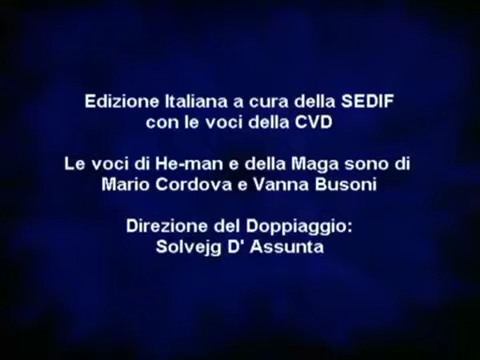 Edizione Italiana a cura della SEDIF
con le voci della CVD
Le voci di He-man e della Maga sono di
Mario Cordova e Vanna Busoni
Direzione del Doppiaggio:
Solvejg D' Assunta